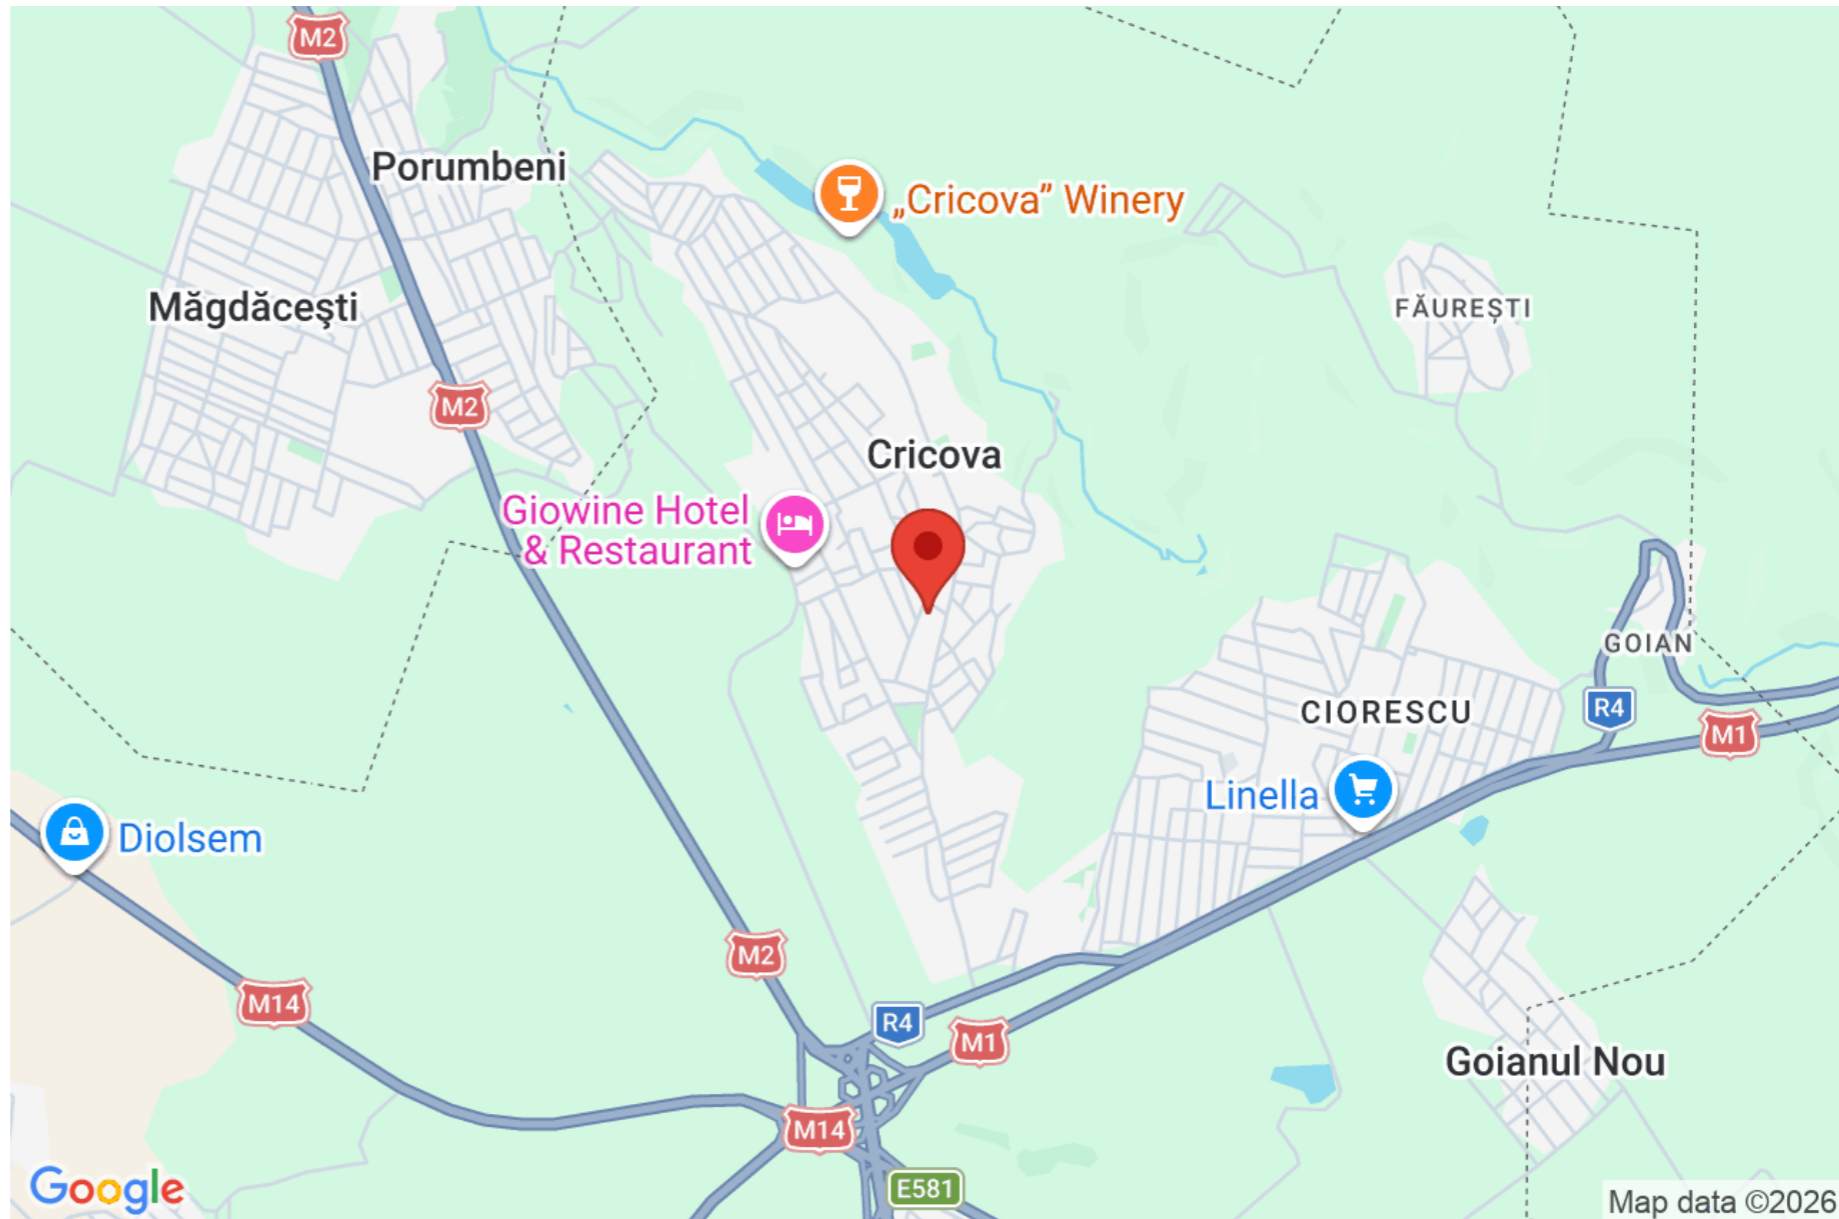 M2
Porumbeni
„Cricova” Winery
Măgdăceşti
FĂUREȘTI
M2
Cricova
Giowine Hotel
& Restaurant
GOIAN
R4
CIORESCU
M1
Linella
Diolsem
M2
M14
R4
M1
Goianul Nou
M14
E581
Google
Map data ©2026